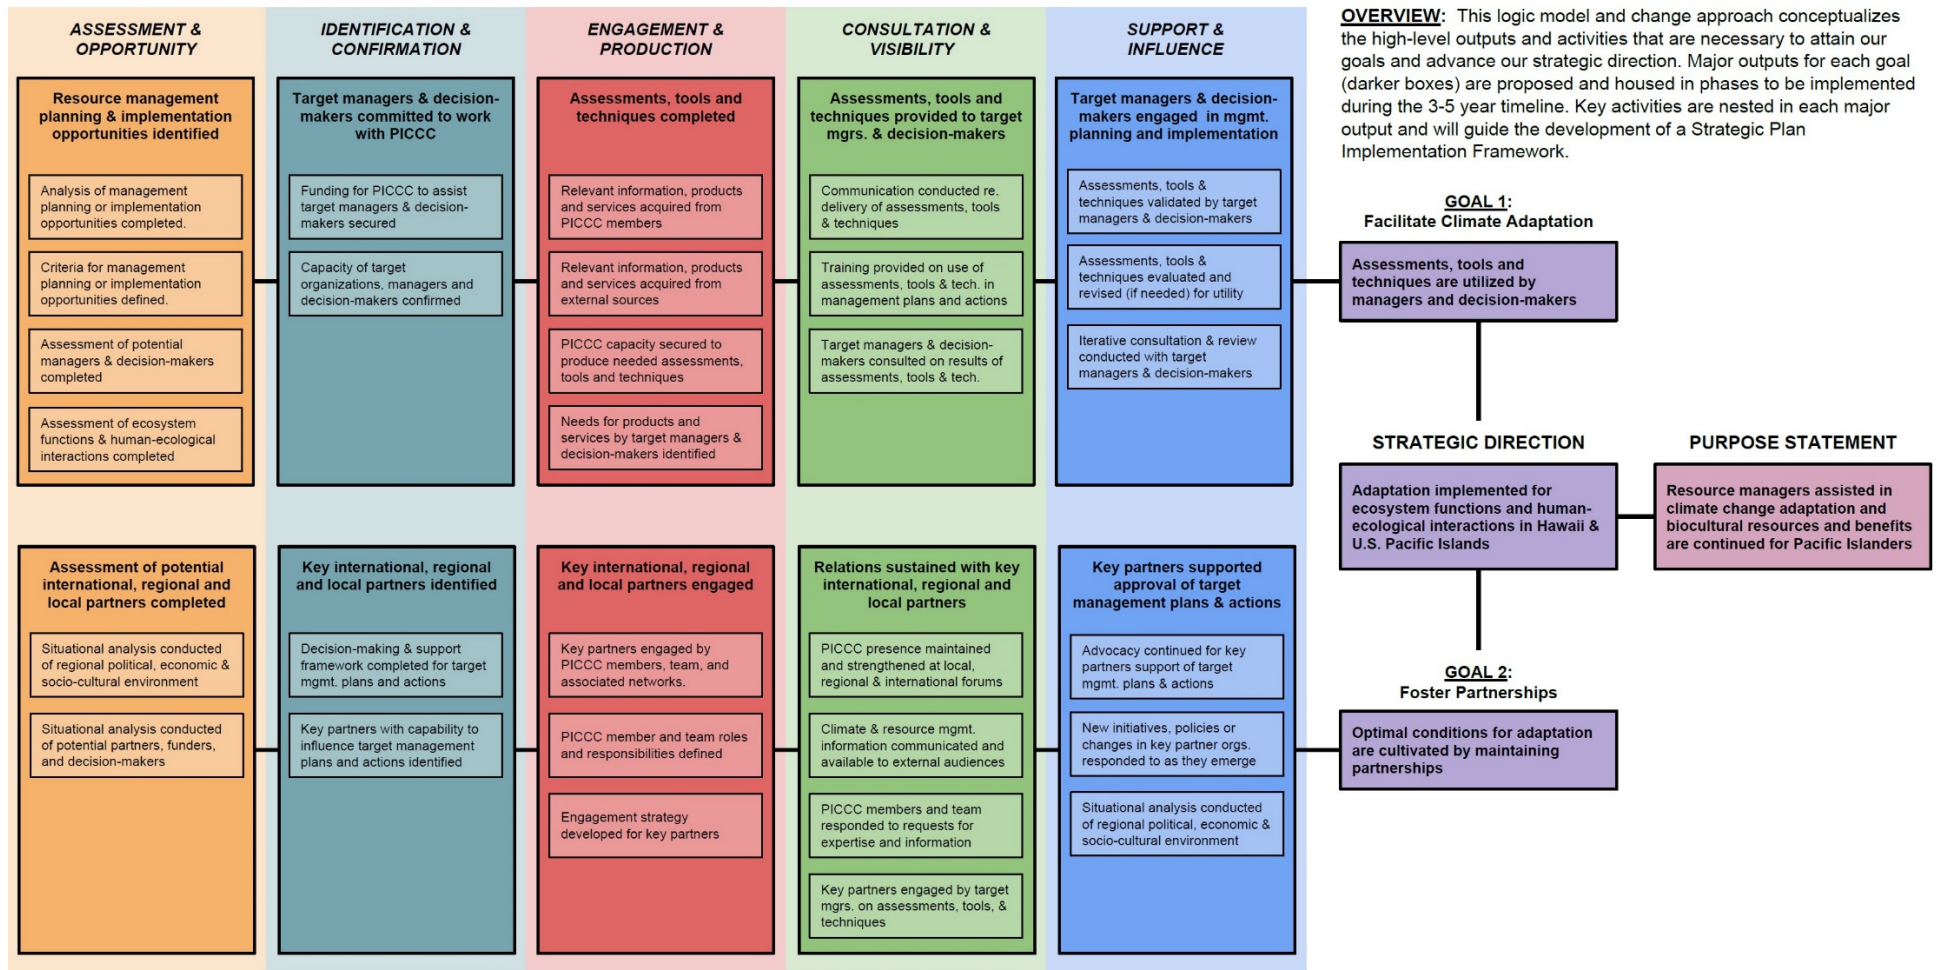 ASSESSMENT &
OPPORTUNITY
IDENTIFICATION &
CONFIRMATION
ENGAGEMENT &
PRODUCTION
CONSULTATION &
VISIBILITY
SUPPORT &
INFLUENCE
OVERVIEW: This logic model and change approach conceptualizes
the high-level outputs and activities that are necessary to attain our
goals and advance our strategic direction. Major outputs for each goal
(darker boxes) are proposed and housed in phases to be implemented
during the 3-5 year timeline. Key activities are nested in each major
output and will guide the development of a Strategic Plan
Implementation Framework.
Resource management
planning & implementation
opportunities identified
Analysis of management
planning or implementation
opportunities completed.
Criteria for management
planning or implementation
opportunities defined.
Assessment of potential
managers & decision-makers
completed
Assessment of ecosystem
functions & human-ecological
interactions completed
Target managers & decision-
makers committed to work
with PICCC
Funding for PICCC to assist
target managers & decision-
makers secured
Capacity of target
organizations, managers and
decision-makers confirmed
Assessments, tools and
techniques completed
Relevant information, products
and services acquired from
PICCC members
Relevant information, products
and services acquired from
external sources
PICCC capacity secured to
produce needed assessments,
tools and techniques
Needs for products and
services by target managers &
decision-makers identified
Assessments, tools and
techniques provided to target
mgrs. & decision-makers
Communication conducted re.
delivery of assessments, tools
& techniques
Training provided on use of
assessments, tools & tech. in
management plans and actions
Target managers & decision-
makers consulted on results of
assessments, tools & tech.
Target managers & decision-
makers engaged in mgmt.
planning and implementation
Assessments, tools &
techniques validated by target
managers & decision-makers
Assessments, tools &
techniques evaluated and
revised (if needed) for utility
Iterative consultation & review
conducted with target
managers & decision-makers
GOAL 1:
Facilitate Climate Adaptation
Assessments, tools and
techniques are utilized by
managers and decision-makers
STRATEGIC DIRECTION
Adaptation implemented for
ecosystem functions and human-
ecological interactions in Hawaii &
U.S. Pacific Islands
PURPOSE STATEMENT
Resource managers assisted in
climate change adaptation and
biocultural resources and benefits
are continued for Pacific Islanders
Assessment of potential
international, regional and
local partners completed
Situational analysis conducted
of regional political, economic &
socio-cultural environment
Situational analysis conducted
of potential partners, funders,
and decision-makers
Key international, regional
and local partners identified
Decision-making & support
framework completed for target
mgmt. plans and actions
Key partners with capability to
influence target management
plans and actions identified
Key international, regional
and local partners engaged
Key partners engaged by
PICCC members, team, and
associated networks.
PICCC member and team roles
and responsibilities defined
Engagement strategy
developed for key partners
Relations sustained with key
international, regional and
local partners
PICCC presence maintained
and strengthened at local,
regional & international forums
Climate & resource mgmt.
information communicated and
available to external audiences
PICCC members and team
responded to requests for
expertise and information
Key partners engaged by target
mgrs. on assessments, tools, &
techniques
Key partners supported
approval of target
management plans & actions
Advocacy continued for key
partners support of target
mgmt. plans & actions
New initiatives, policies or
changes in key partner orgs.
responded to as they emerge
Situational analysis conducted
of regional political, economic &
socio-cultural environment
GOAL 2:
Foster Partnerships
Optimal conditions for adaptation
are cultivated by maintaining
partnerships